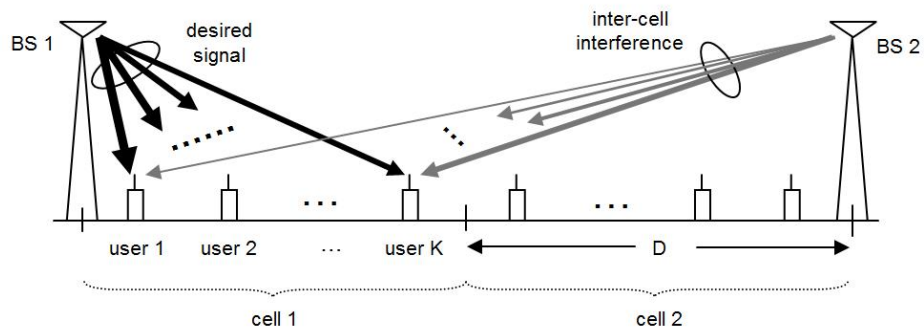 BS 1
desired
signal
inter-cell
interference
BS 2
user 1 user 2 ... user K
D
cell 1
cell 2